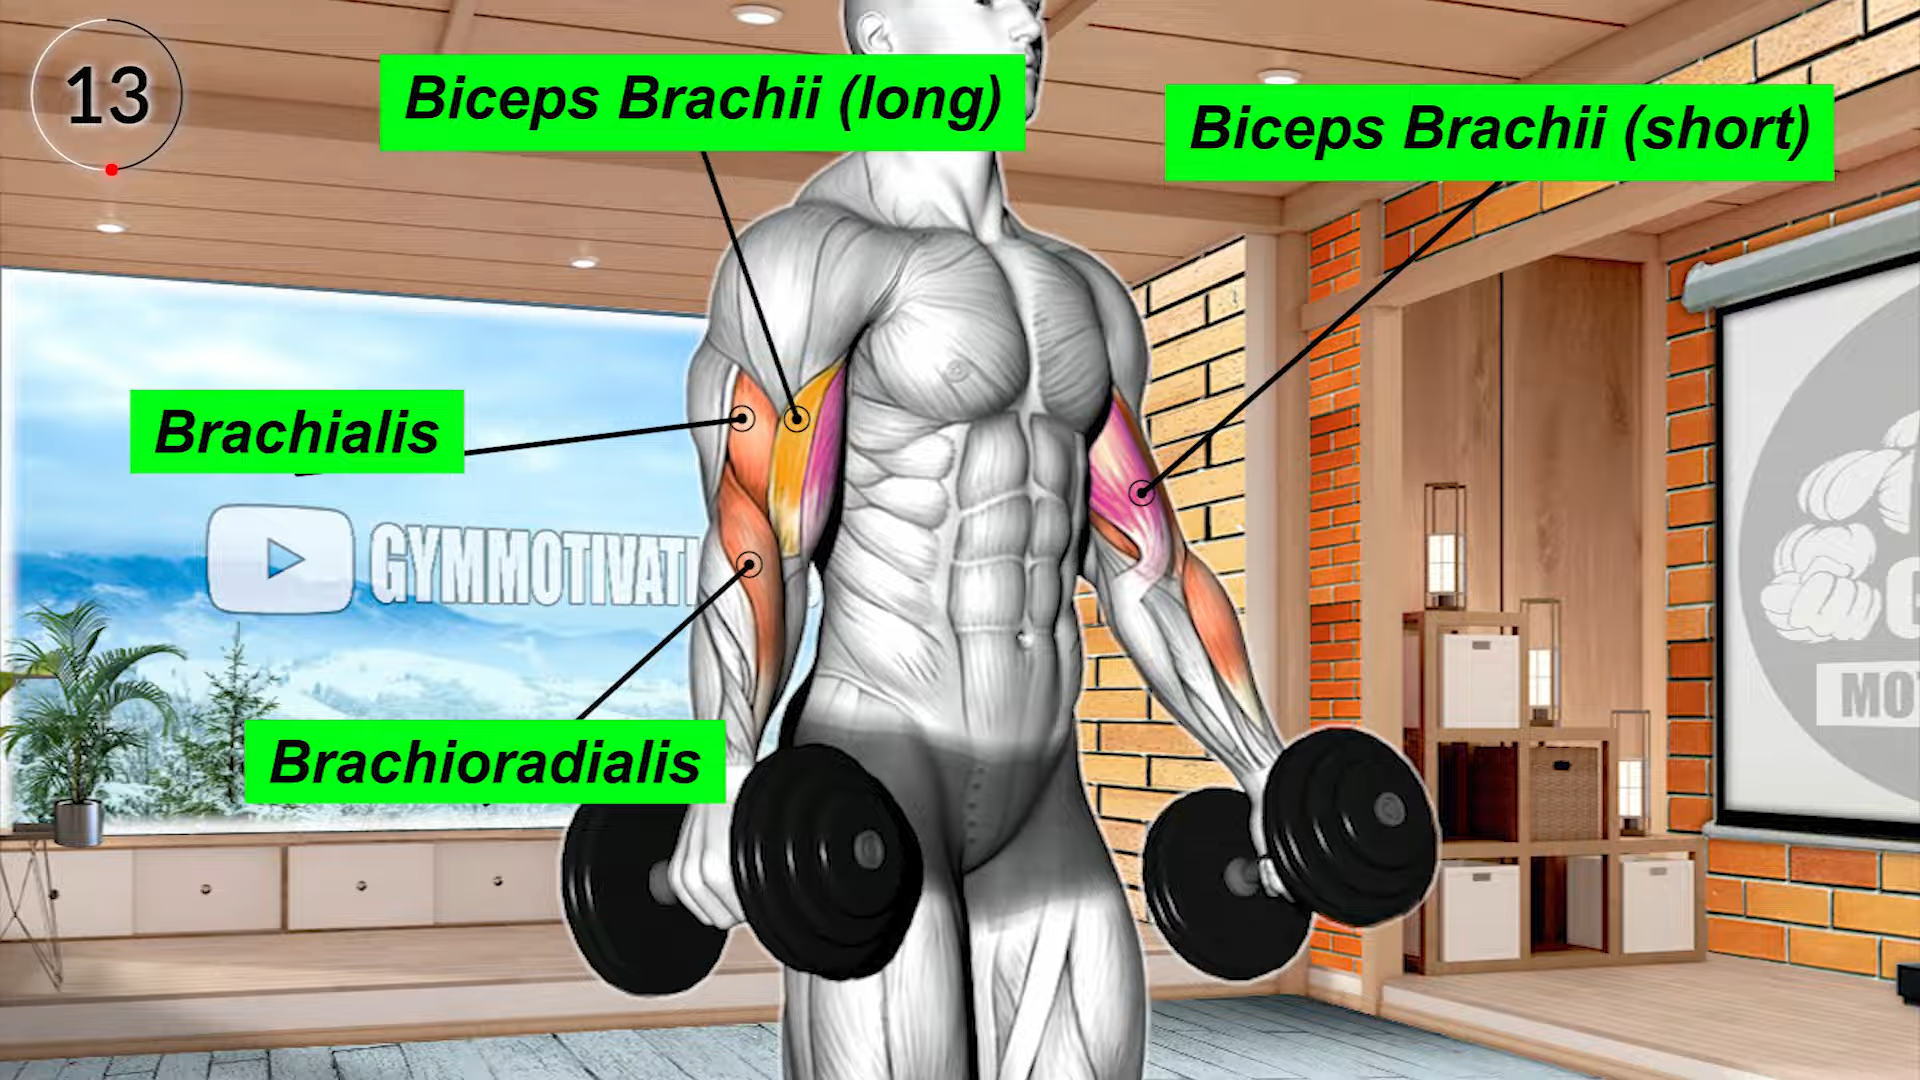 13
Biceps Brachii (long)
Biceps Brachii (short)
Brachialis
GYMMOTIVATI
Brachioradialis
MO